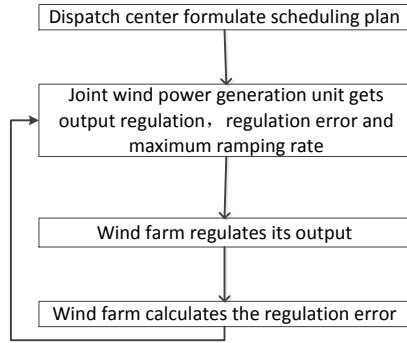 Dispatch center formulate scheduling plan
Joint wind power generation unit gets
output regulation，regulation error and
maximum ramping rate
Wind farm regulates its output
Wind farm calculates the regulation error